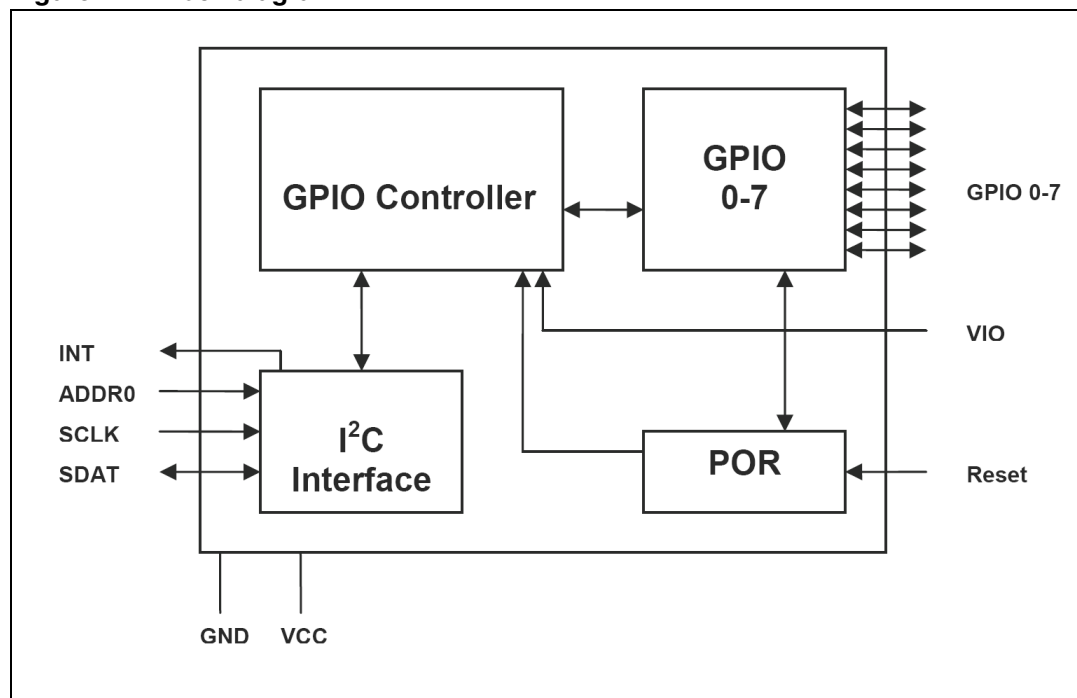 GPIO Controller
GPIO
0-7
GPIO 0-7
VIO
INT
ADDR0
SCLK
SDAT
I²C
Interface
POR
Reset
GND VCC